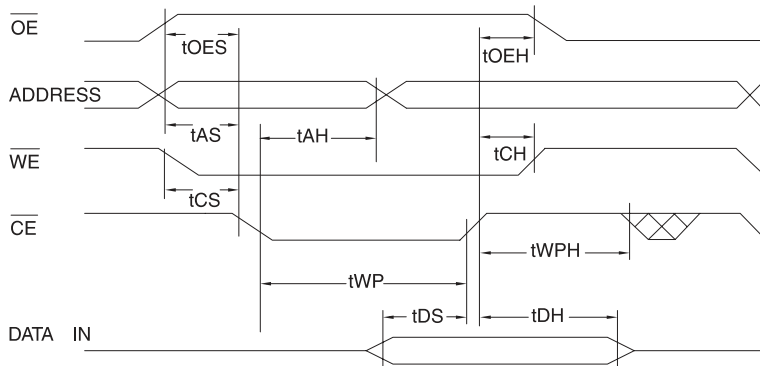 OE
tOES
tOEH
ADDRESS
tAS
tAH
WE
tCH
tCS
CE
tWPH
tWP
tDS
tDH
DATA IN